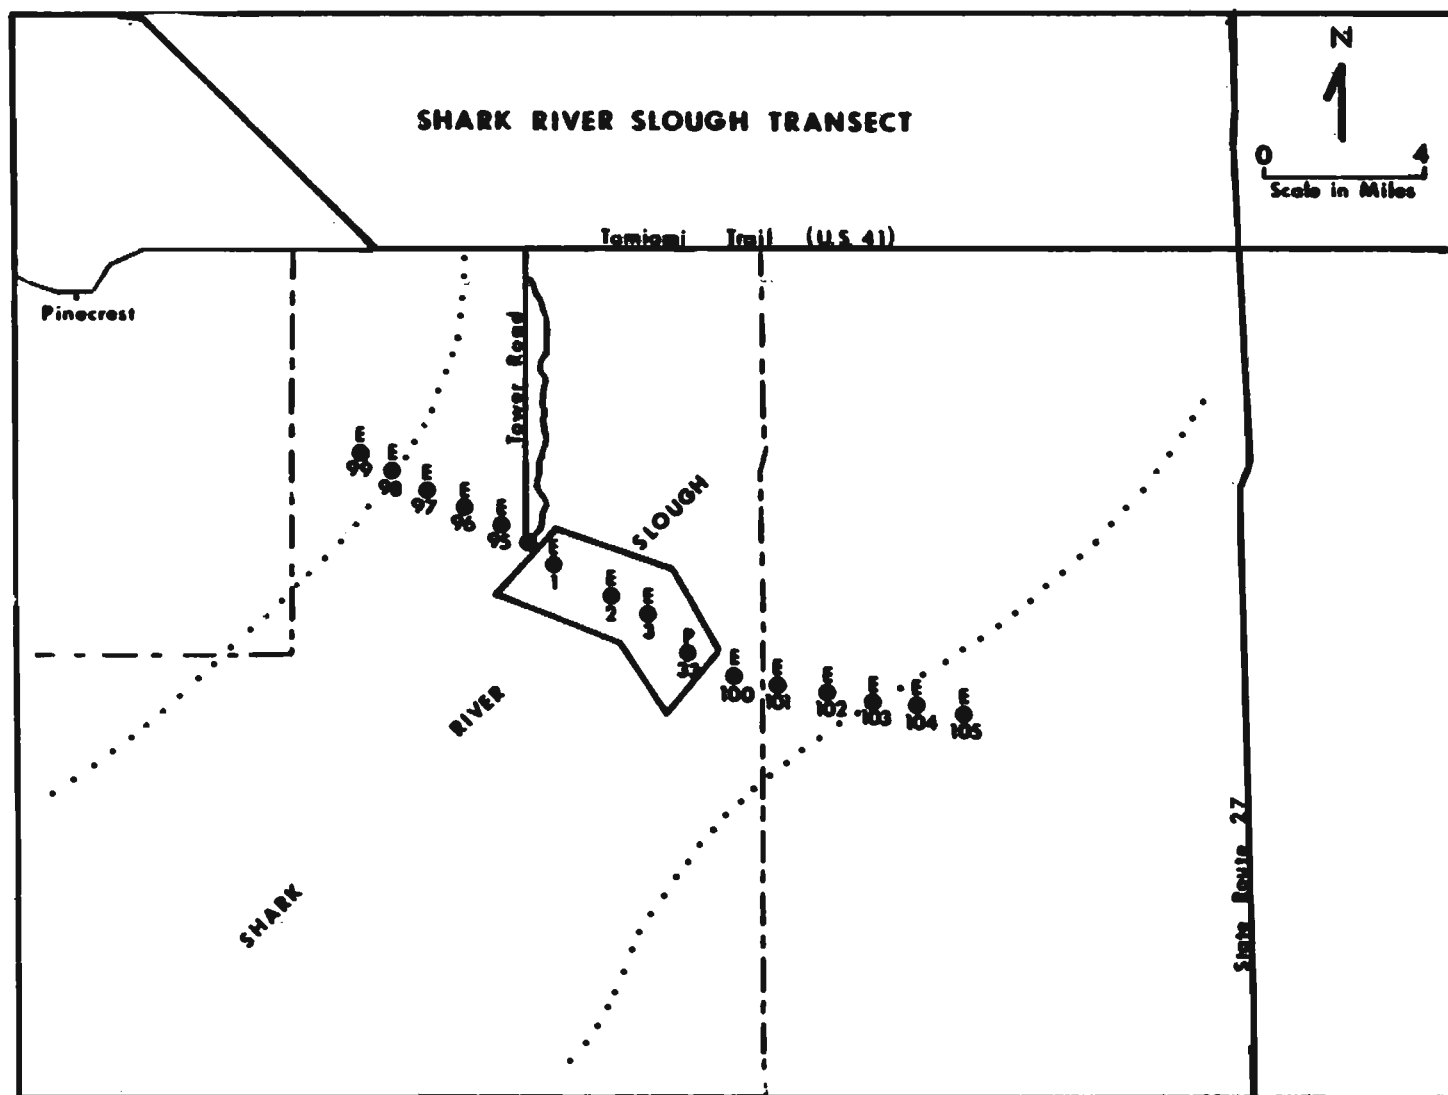 N
SHARK RIVER SLOUGH TRANSECT
0 4
Scale in Miles
Tamiami Trail (U.S. 41)
Pinecrest
Tower Road
E
99
E
98
E
97
E
96
E
95
SLOUGH
E
1
E
2
E
3
P
33
E
100
E
101
E
102
E
103
E
104
E
105
RIVER
SHARK
State Route 27